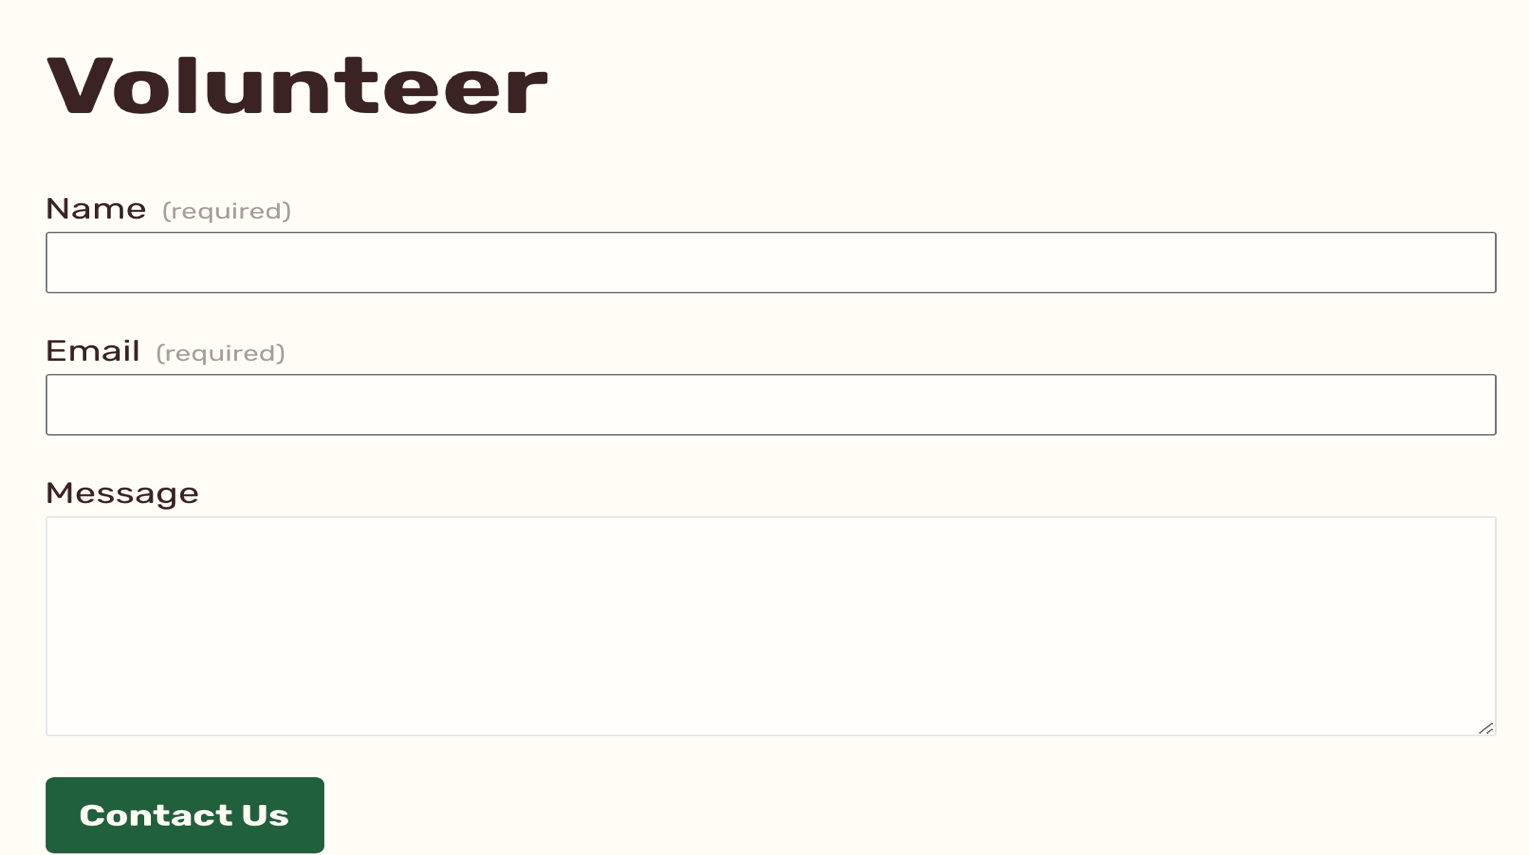 Volunteer
Name (required)
Email (required)
Message
Contact Us